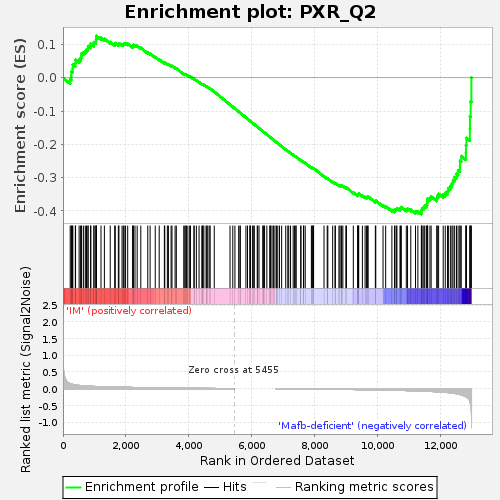 Enrichment plot: PXR_Q2
Enrichment score (ES)
0.1
0.0
-0.1
-0.2
-0.3
-0.4
'IM' (positively correlated)
Ranked list metric (Signal2Noise)
2.5
2.0
1.5
1.0
0.5
0.0
-0.5
-1.0
Zero cross at 5455
'Mafb-deficient' (negatively correlated)
0
2,000
4,000
6,000
8,000
10,000
12,000
Rank in Ordered Dataset
Enrichment profile
Hits
Ranking metric scores